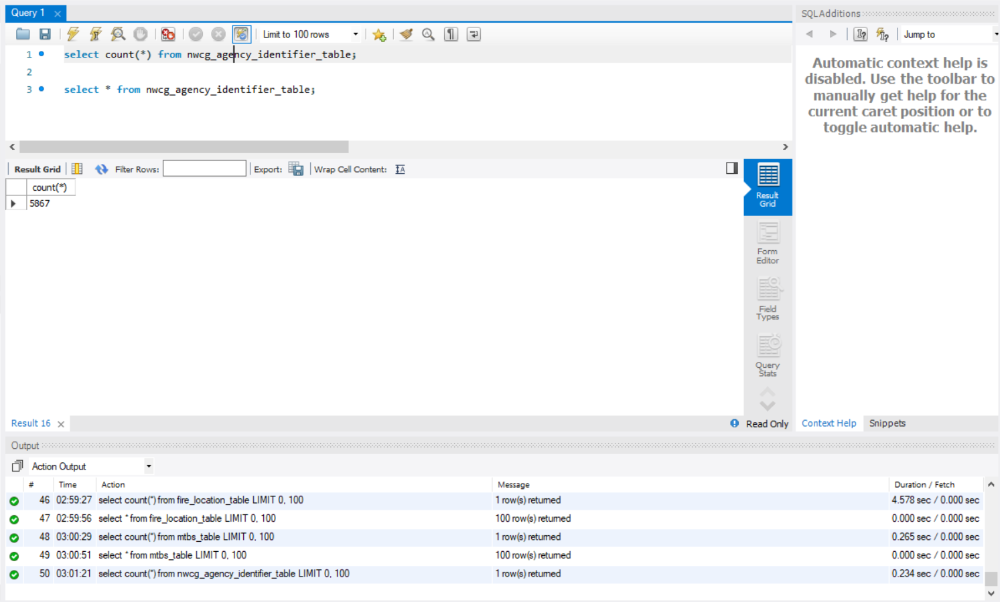 Query 1
SQLAdditions
Limit to 100 rows
Jump to
1 select count(*) from nwcg_agency_identifier_table;
2
3 select * from nwcg_agency_identifier_table;
Automatic context help is
disabled. Use the toolbar to
manually get help for the
current caret position or to
toggle automatic help.
Result Grid Filter Rows: Export: Wrap Cell Content:
count(*)
5867
Result
Grid
Form
Editor
Field
Types
Query
Stats
Result 16 Read Only
Context Help Snippets
Output
Action Output
# Time Action Message Duration / Fetch
46 02:59:27 select count(*) from fire_location_table LIMIT 0, 100 1 row(s) returned 4.578 sec / 0.000 sec
47 02:59:56 select * from fire_location_table LIMIT 0, 100 100 row(s) returned 0.000 sec / 0.000 sec
48 03:00:29 select count(*) from mtbs_table LIMIT 0, 100 1 row(s) returned 0.265 sec / 0.000 sec
49 03:00:51 select * from mtbs_table LIMIT 0, 100 100 row(s) returned 0.000 sec / 0.000 sec
50 03:01:21 select count(*) from nwcg_agency_identifier_table LIMIT 0, 100 1 row(s) returned 0.234 sec / 0.000 sec